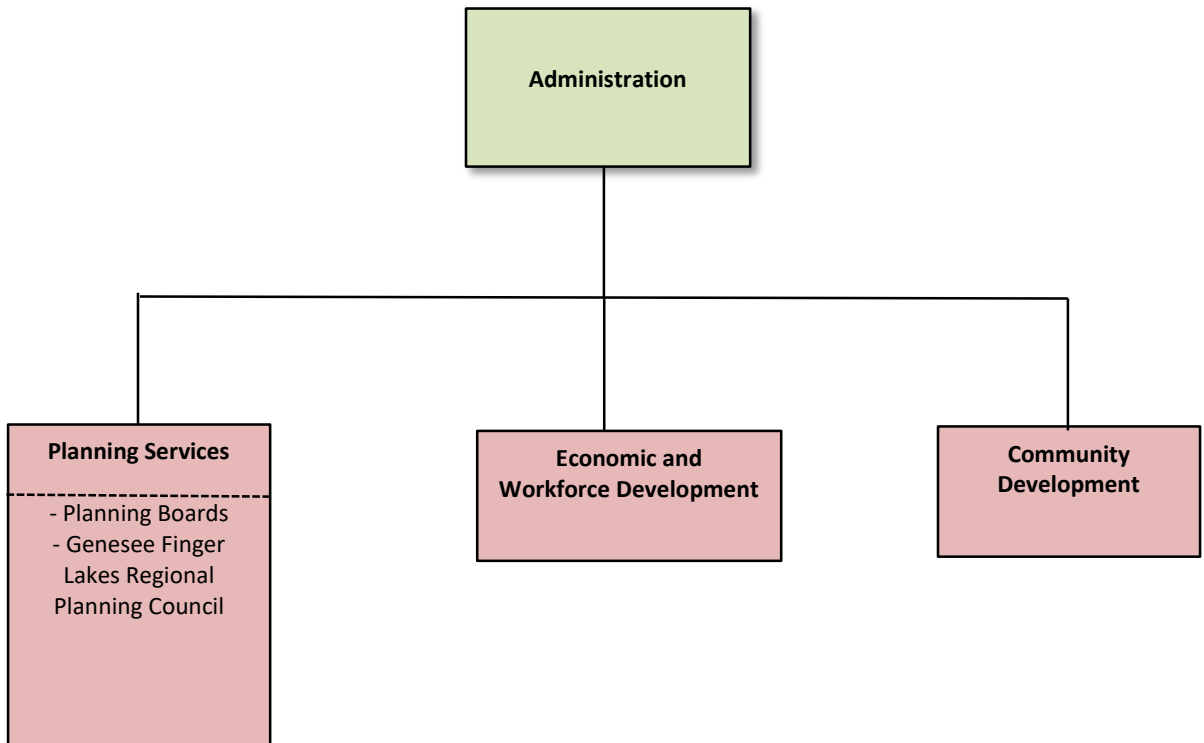 Administration
Planning Services
- Planning Boards
- Genesee Finger
Lakes Regional
Planning Council
Economic and
Workforce Development
Community
Development